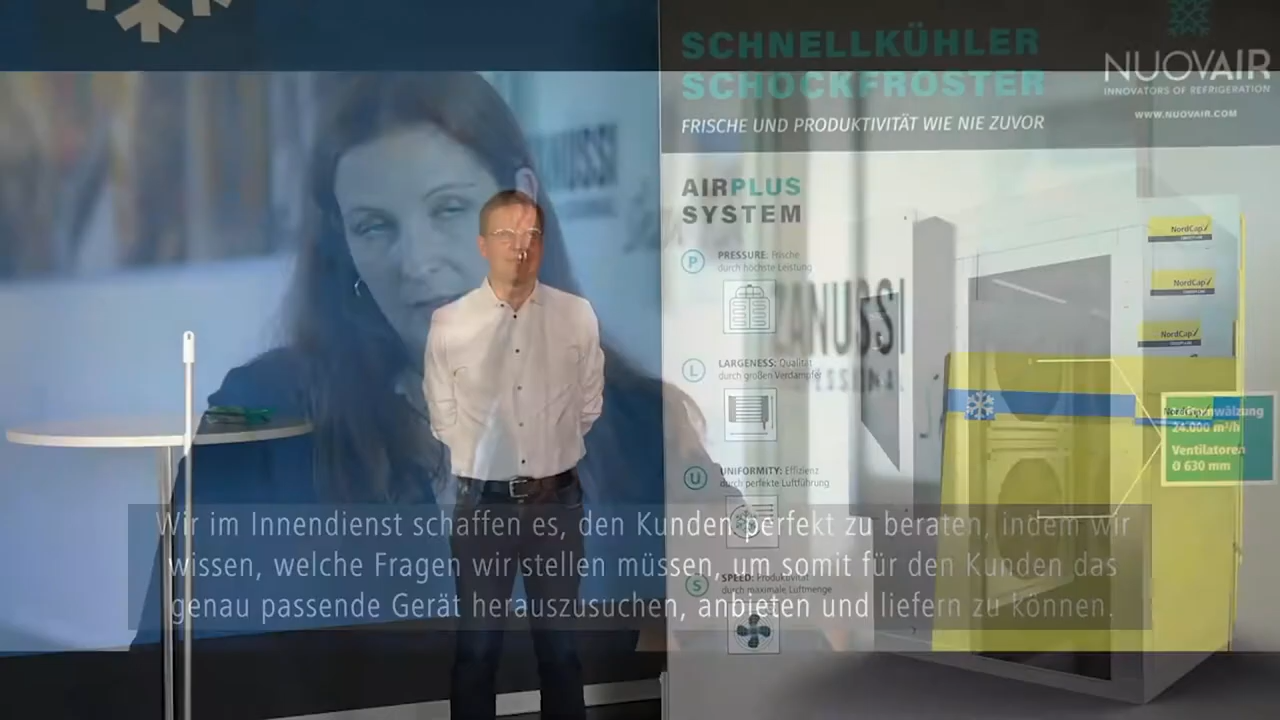 SCHNELLKÜHLER
SCHOCKFROSTER
FRISCHE UND PRODUKTIVITÄT WIE NIE ZUVOR
NUOVAIR
INNOVATORS OF REFRIGERATION
WWW.NUOVAIR.COM
AIRPLUS
SYSTEM
P PRESSURE: Frische
durch höchste Leistung
L LARGENESS: Qualität
durch großen Verdampfer
U UNIFORMITY: Effizienz
durch perfekte Luftführung
S SPEED: Produktivität
durch maximale Luftmenge
ANUSSI
ZANUSSI
NordCap
NordCap
NordCap
24.000 m³/h
Ventilatoren
Ø 630 mm
Wir im Innendienst schaffen es, den Kunden perfekt zu beraten, indem wir
wissen, welche Fragen wir stellen müssen, um somit für den Kunden das
genau passende Gerät herauszusuchen, anbieten und liefern zu können.